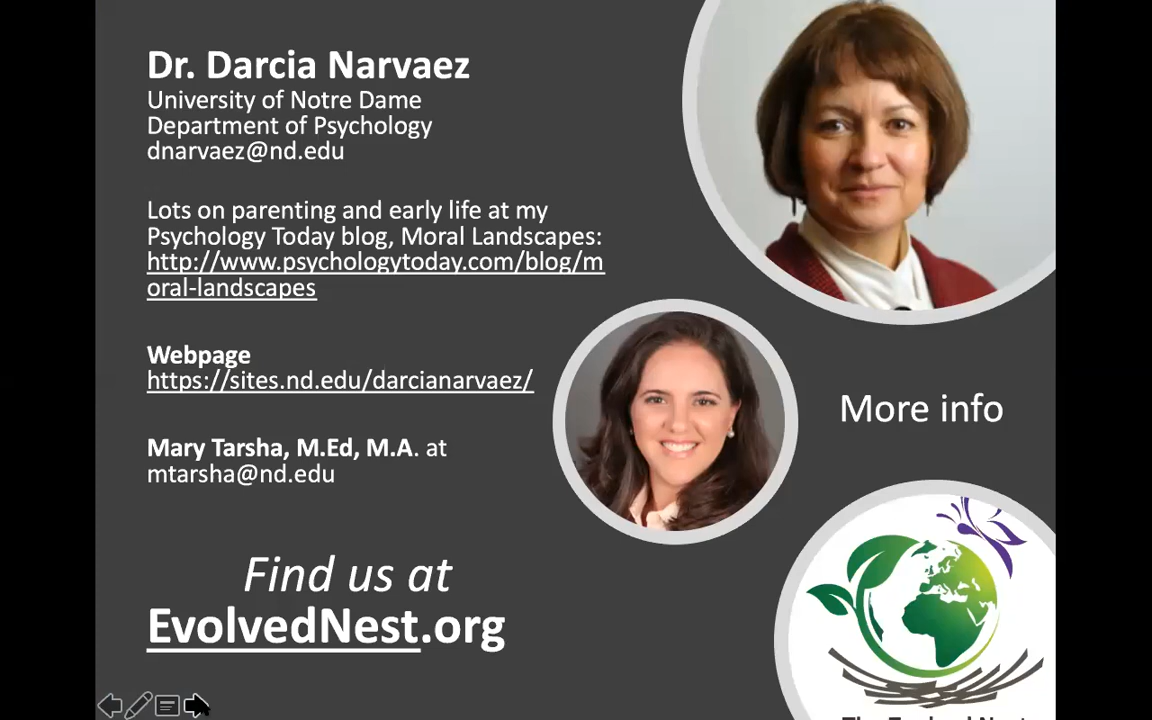 Dr. Darcia Narvaez
University of Notre Dame
Department of Psychology
dnarvaez@nd.edu
Lots on parenting and early life at my
Psychology Today blog, Moral Landscapes:
http://www.psychologytoday.com/blog/m
oral-landscapes
Webpage
https://sites.nd.edu/darcianarvaez/
Mary Tarsha, M.Ed, M.A. at
mtarsha@nd.edu
More info
Find us at
EvolvedNest.org